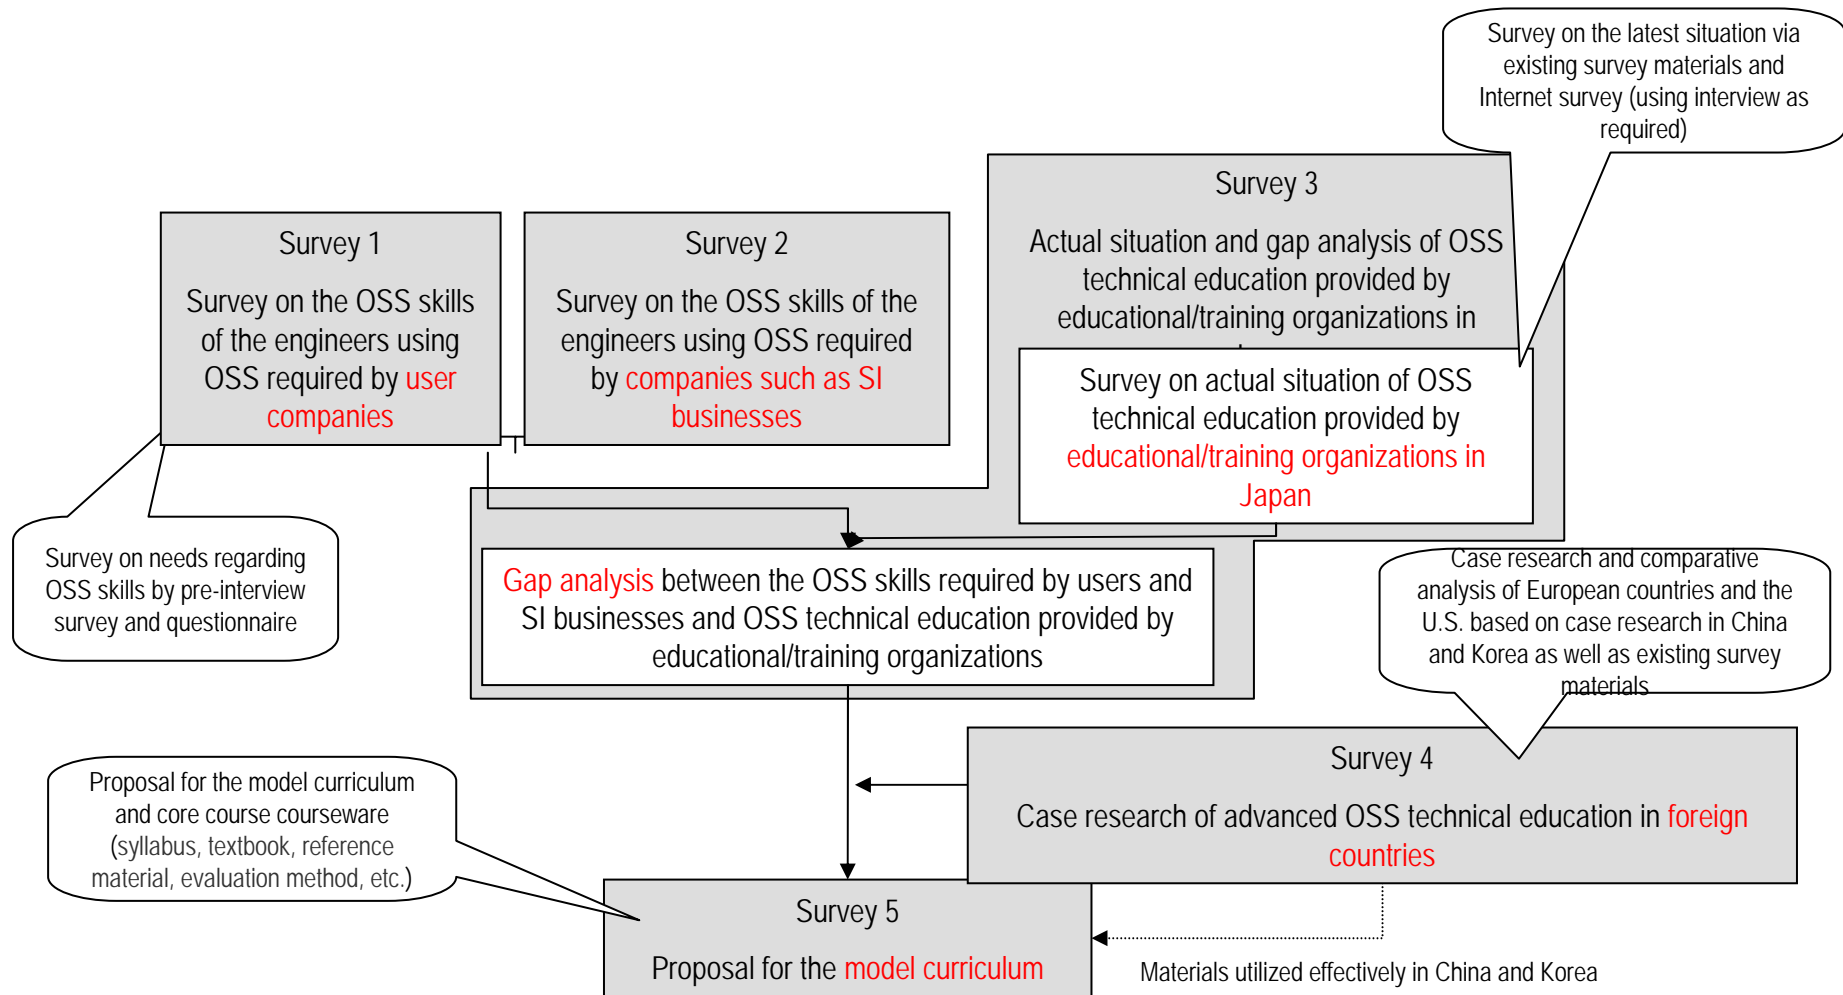 Survey on the latest situation via
existing survey materials and
Internet survey (using interview as
required)
Survey 1
Survey on the OSS skills
of the engineers using
OSS required by user
companies
Survey 2
Survey on the OSS skills of the
engineers using OSS required
by companies such as SI
businesses
Survey 3
Actual situation and gap analysis of OSS
technical education provided by
educational/training organizations in
Survey on actual situation of OSS
technical education provided by
educational/training organizations in
Japan
Survey on needs regarding
OSS skills by pre-interview
survey and questionnaire
Gap analysis between the OSS skills required by users and
SI businesses and OSS technical education provided by
educational/training organizations
Case research and comparative
analysis of European countries and the
U.S. based on case research in China
and Korea as well as existing survey
materials
Survey 4
Case research of advanced OSS technical education in foreign
countries
Proposal for the model curriculum
and core course courseware
(syllabus, textbook, reference
material, evaluation method, etc.)
Survey 5
Proposal for the model curriculum
Materials utilized effectively in China and Korea